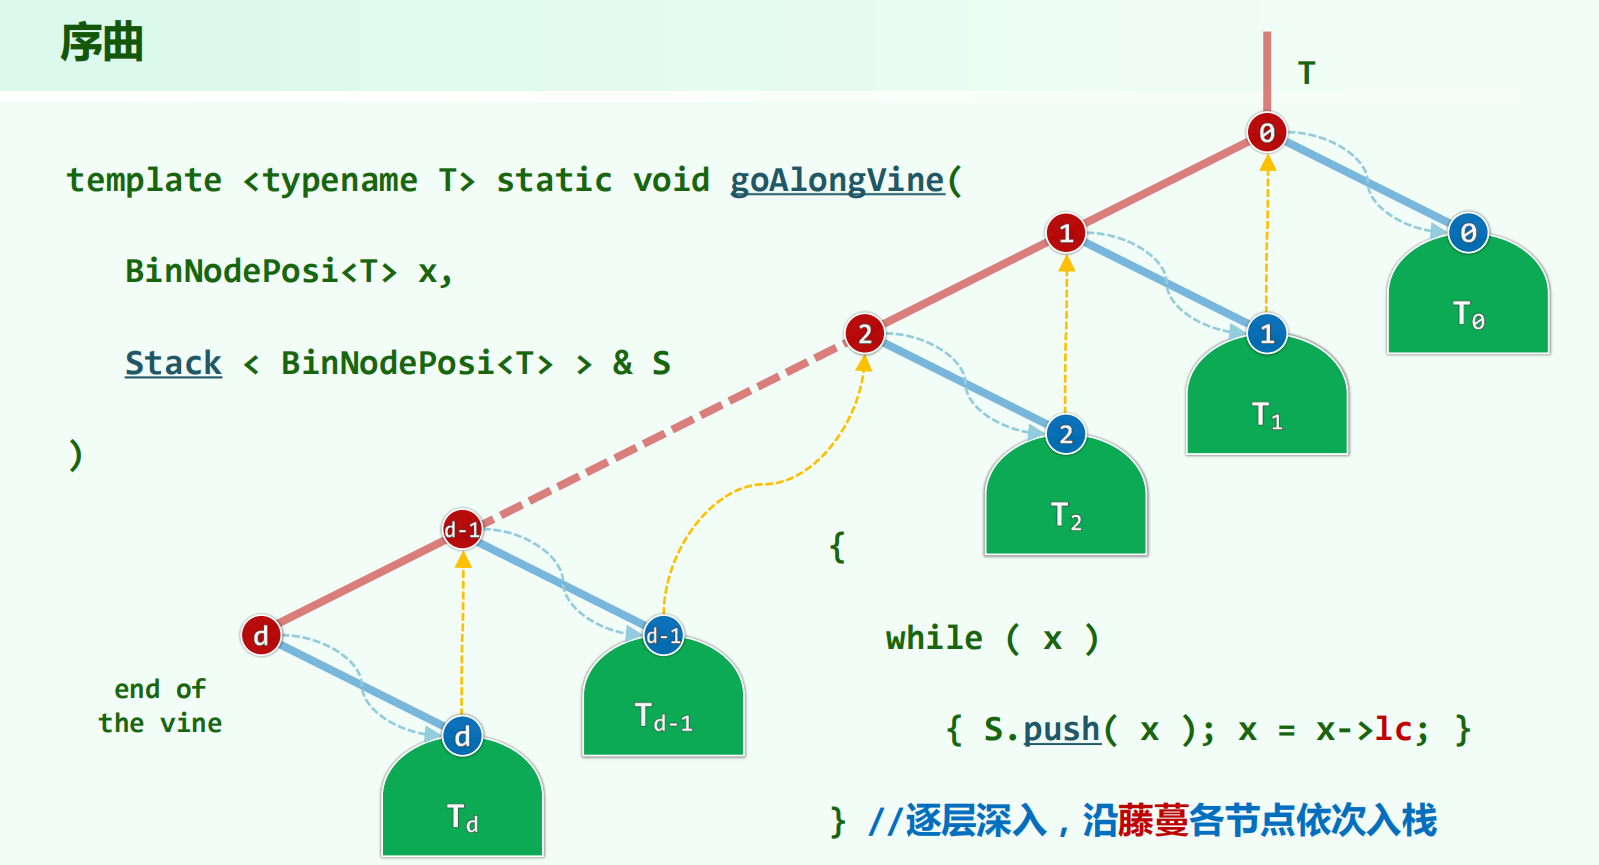 序曲
template <typename T> static void goAlongVine(
BinNodePosi<T> x,
Stack < BinNodePosi<T> > & S
)
{
while ( x )
{ S.push( x ); x = x->lc; }
} //逐层深入，沿藤蔓各节点依次入栈
T
0
0
T₀
1
1
T₁
2
2
T₂
d-1
d-1
T_d-1
d
d
T_d
end of
the vine